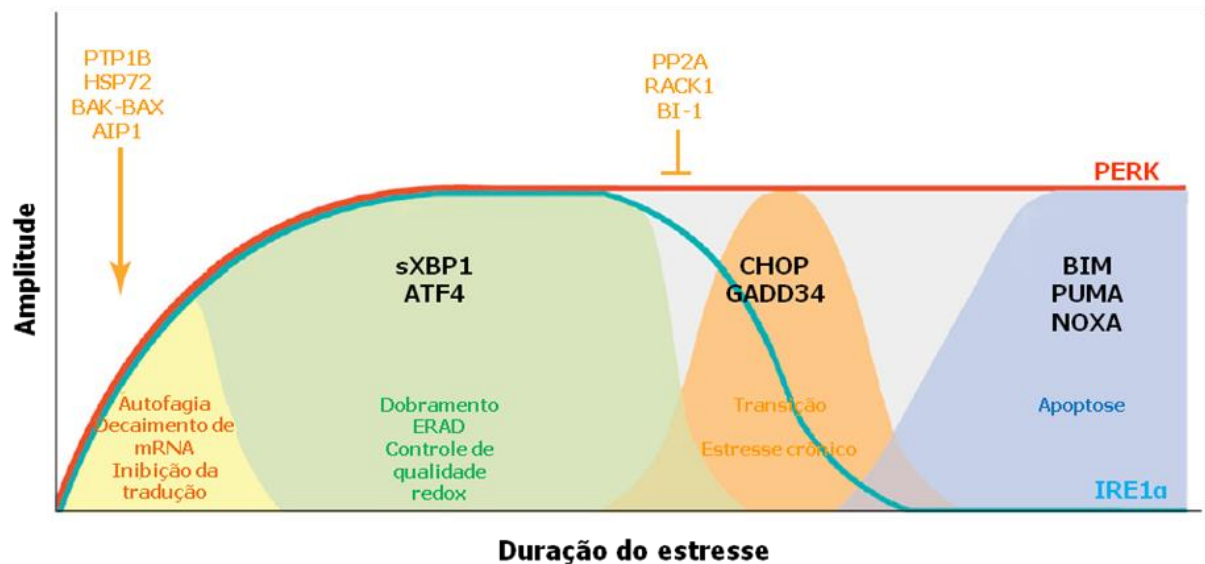 PTP1B
HSP72
BAK-BAX
AIP1
PP2A
RACK1
BI-1
PERK
Amplitude
sXBP1
ATF4
CHOP
GADD34
BIM
PUMA
NOXA
Autofagia
Decaimento de
mRNA
Inibição da
tradução
Dobramento
ERAD
Controle de
qualidade
redox
Transição
Estresse crônico
Apoptose
IRE1α
Duração do estresse